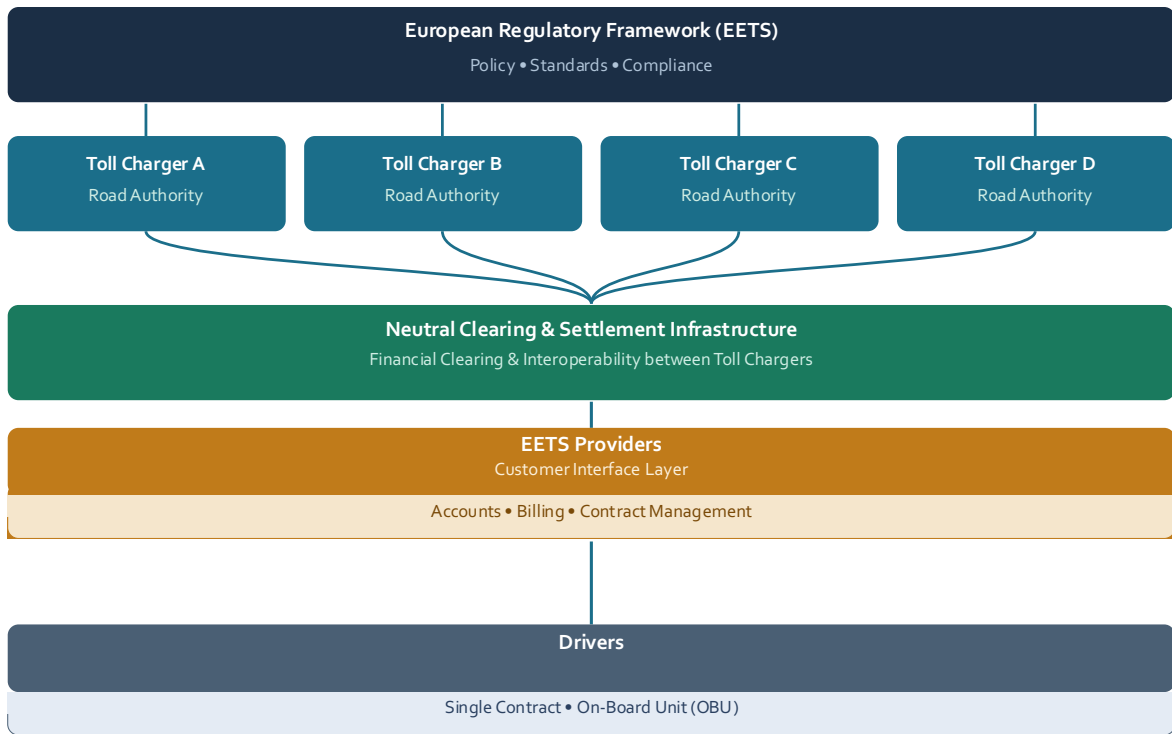 European Regulatory Framework (EETS)
Policy • Standards • Compliance
Toll Charger A
Road Authority
Toll Charger B
Road Authority
Toll Charger C
Road Authority
Toll Charger D
Road Authority
Neutral Clearing & Settlement Infrastructure
Financial Clearing & Interoperability between Toll Chargers
EETS Providers
Customer Interface Layer
Accounts • Billing • Contract Management
Drivers
Single Contract • On-Board Unit (OBU)